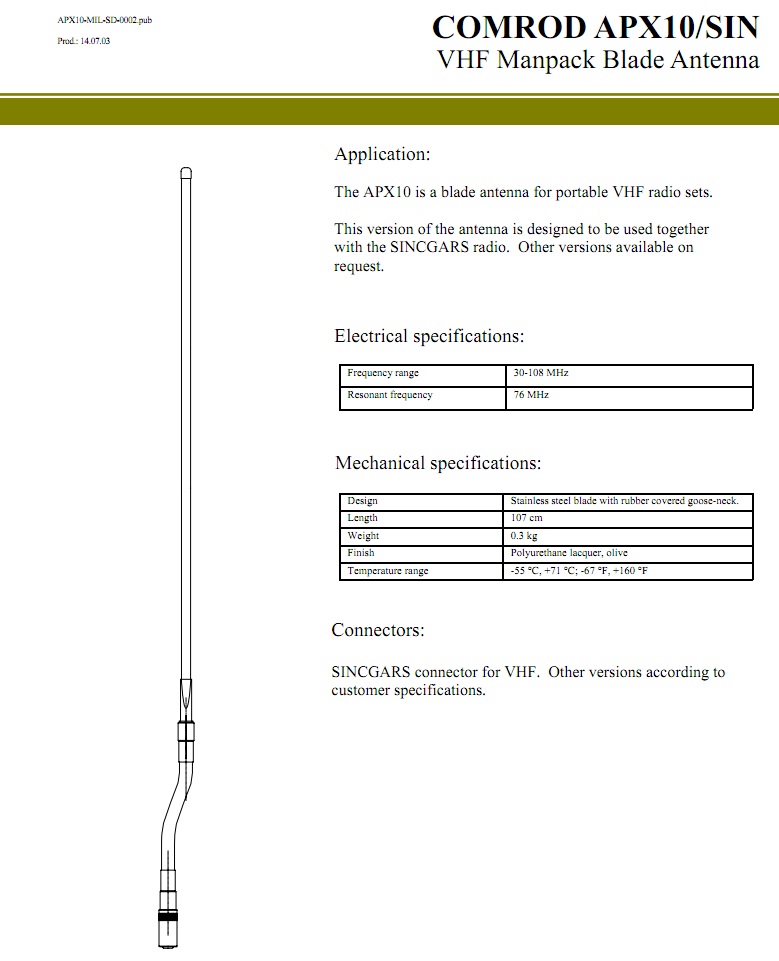 APX10-MIL-SD-0002.pub
Prod.: 14.07.03
COMROD APX10/SIN
VHF Manpack Blade Antenna
Application:
The APX10 is a blade antenna for portable VHF radio sets.
This version of the antenna is designed to be used together
with the SINCGARS radio.  Other versions available on
request.
Electrical specifications:
Frequency range 30-108 MHz
Resonant frequency 76 MHz
Mechanical specifications:
Design Stainless steel blade with rubber covered goose-neck.
Length 107 cm
Weight 0.3 kg
Finish Polyurethane lacquer, olive
Temperature range -55 °C, +71 °C; -67 °F, +160 °F
Connectors:
SINCGARS connector for VHF.  Other versions according to
customer specifications.